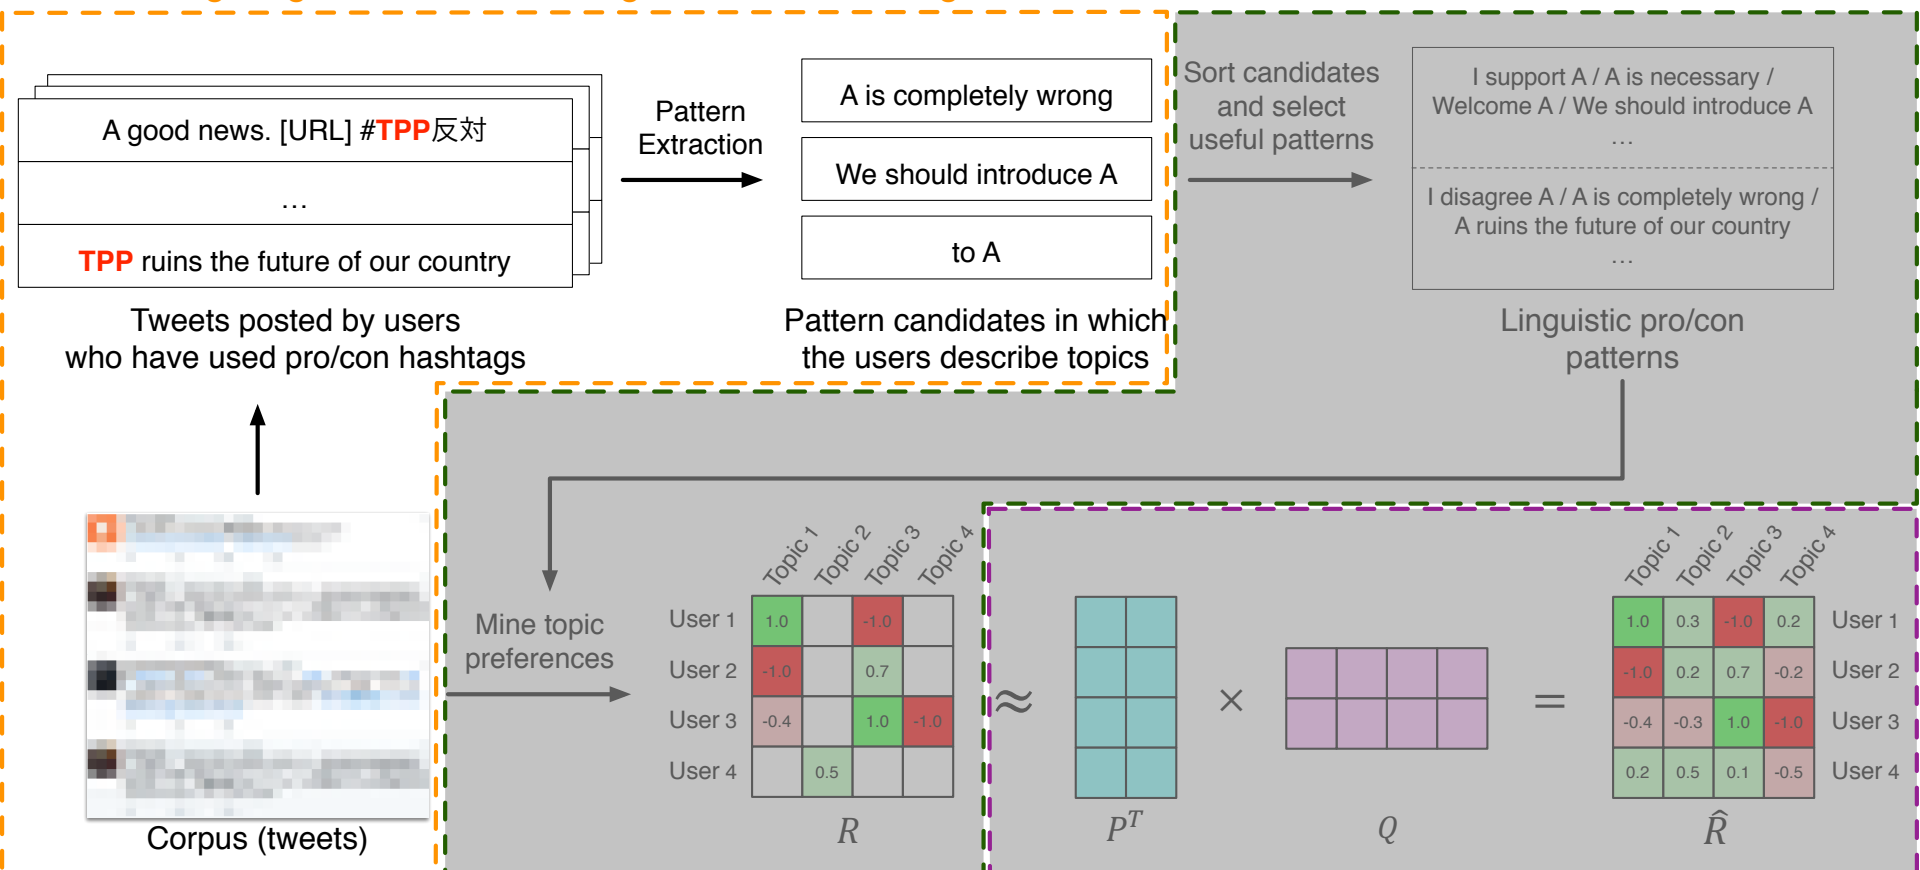 A good news. [URL] #TPP反対
…
TPP ruins the future of our country
Tweets posted by users
who have used pro/con hashtags
Pattern
Extraction
A is completely wrong
We should introduce A
to A
Pattern candidates in which
the users describe topics
Sort candidates
and select
useful patterns
I support A / A is necessary /
Welcome A / We should introduce A
…
I disagree A / A is completely wrong /
A ruins the future of our country
…
Linguistic pro/con
patterns
Corpus (tweets)
Mine topic
preferences
Topic 1 Topic 2 Topic 3 Topic 4
User 1 1.0 -1.0
User 2 -1.0 0.7
User 3 -0.4 1.0 -1.0
User 4 0.5
R
≈
P^T
×
Q
=
Topic 1 Topic 2 Topic 3 Topic 4
1.0 0.3 -1.0 0.2 User 1
-1.0 0.2 0.7 -0.2 User 2
-0.4 -0.3 1.0 -1.0 User 3
0.2 0.5 0.1 -0.5 User 4
R̂